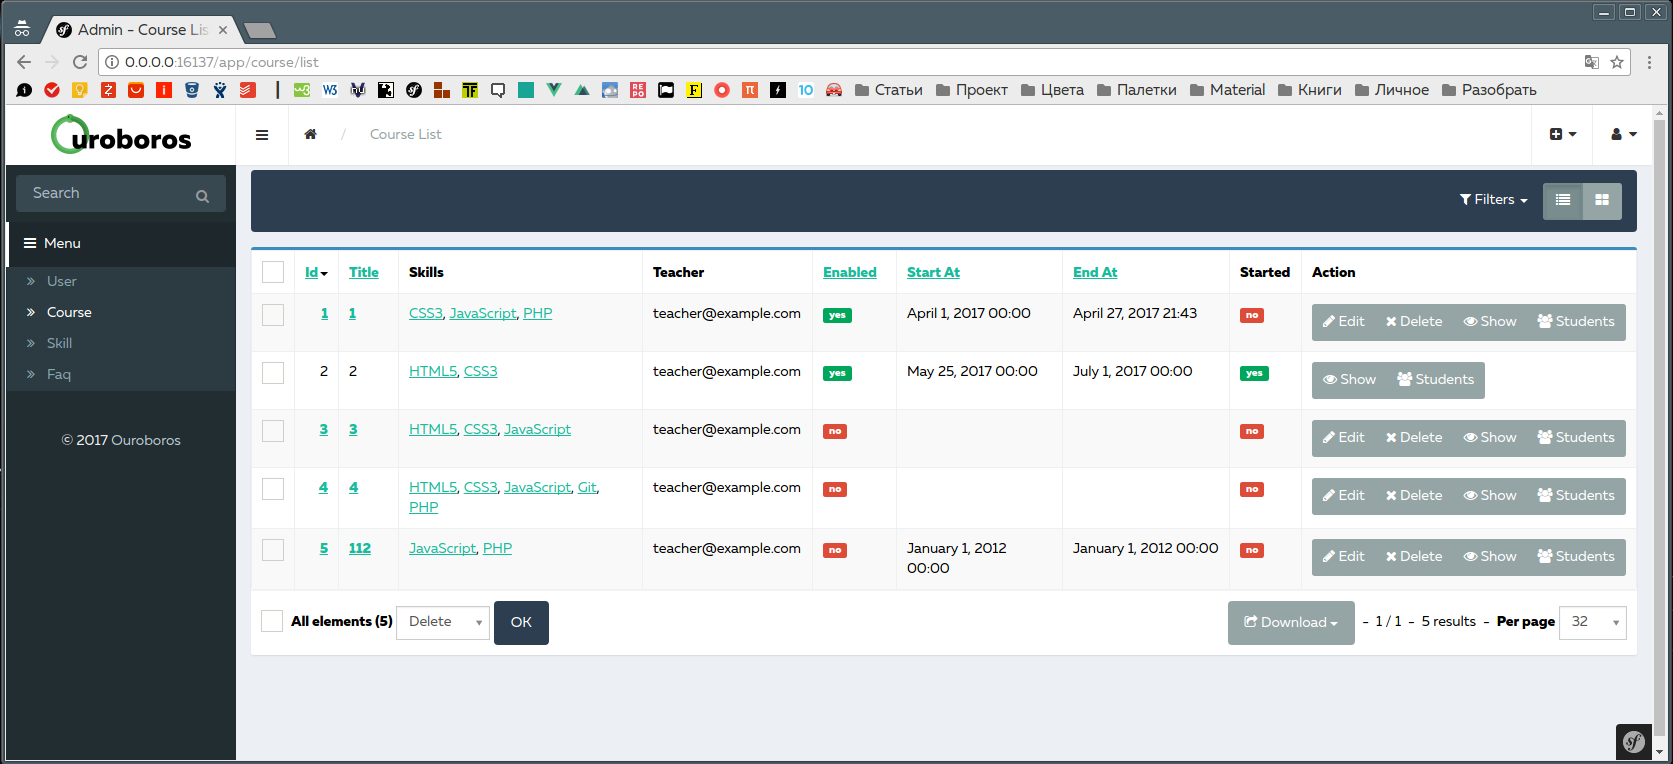 Admin - Course Lis
0.0.0.0:16137/app/course/list
Статьи Проект Цвета Палетки Material Книги Личное Разобрать
uroboros
/ Course List
Search
Filters
Menu
User
Course
Skill
Faq
© 2017 Ouroboros
Id Title Skills Teacher Enabled Start At End At Started Action
1 1 CSS3, JavaScript, PHP teacher@example.com yes April 1, 2017 00:00 April 27, 2017 21:43 no Edit Delete Show Students
2 2 HTML5, CSS3 teacher@example.com yes May 25, 2017 00:00 July 1, 2017 00:00 yes Show Students
3 3 HTML5, CSS3, JavaScript teacher@example.com no no Edit Delete Show Students
4 4 HTML5, CSS3, JavaScript, Git, teacher@example.com no no Edit Delete Show Students
PHP
5 112 JavaScript, PHP teacher@example.com no January 1, 2012 January 1, 2012 00:00 no Edit Delete Show Students
00:00
All elements (5) Delete OK Download - 1 / 1 - 5 results - Per page 32